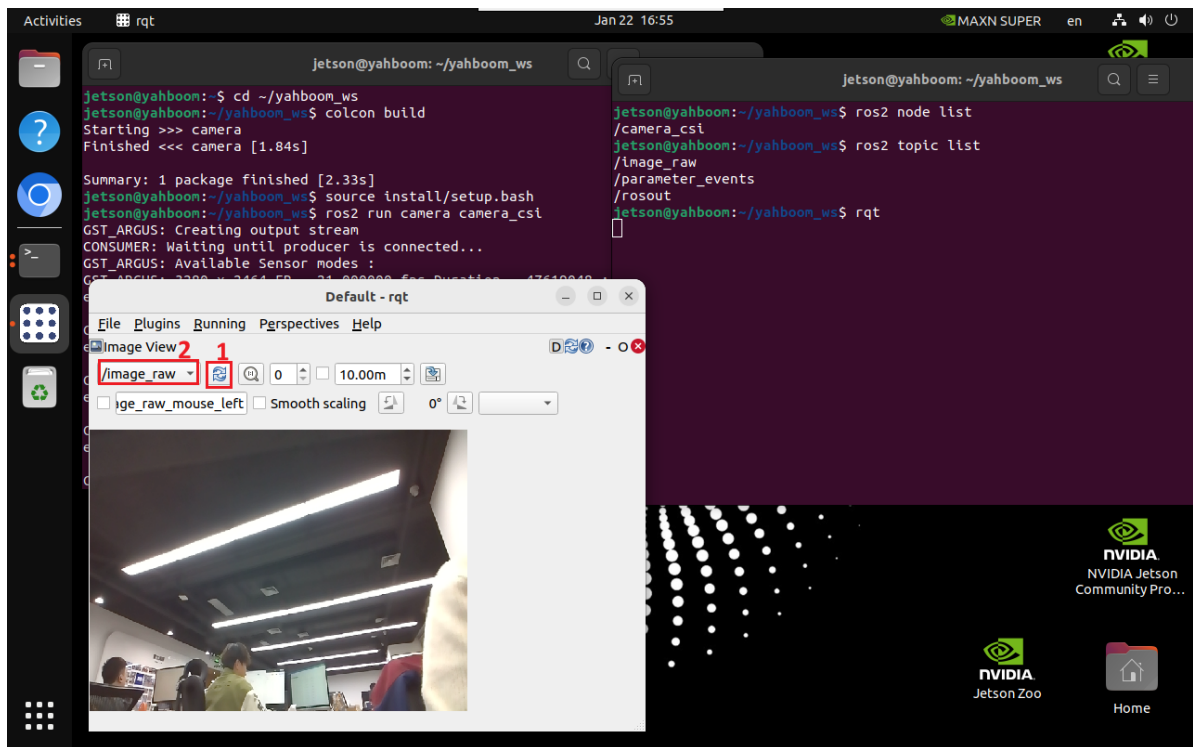 Activities
rqt
Jan 22 16:55
MAXN SUPER
en
jetson@yahboom: ~/yahboom_ws
jetson@yahboom:~$ cd ~/yahboom_ws
jetson@yahboom:~/yahboom_ws$ colcon build
Starting >>> camera
Finished <<< camera [1.84s]
Summary: 1 package finished [2.33s]
jetson@yahboom:~/yahboom_ws$ source install/setup.bash
jetson@yahboom:~/yahboom_ws$ ros2 run camera camera_csi
GST_ARGUS: Creating output stream
CONSUMER: Waiting until producer is connected...
GST_ARGUS: Available Sensor modes :
jetson@yahboom: ~/yahboom_ws
jetson@yahboom:~/yahboom_ws$ ros2 node list
/camera_csi
jetson@yahboom:~/yahboom_ws$ ros2 topic list
/image_raw
/parameter_events
/rosout
jetson@yahboom:~/yahboom_ws$ rqt
Default - rqt
File Plugins Running Perspectives Help
Image View
2 1
D
- O
/image_raw
0
10.00m
age_raw_mouse_left
Smooth scaling
0°
NVIDIA.
NVIDIA Jetson
Community Pro...
NVIDIA.
Jetson Zoo
Home